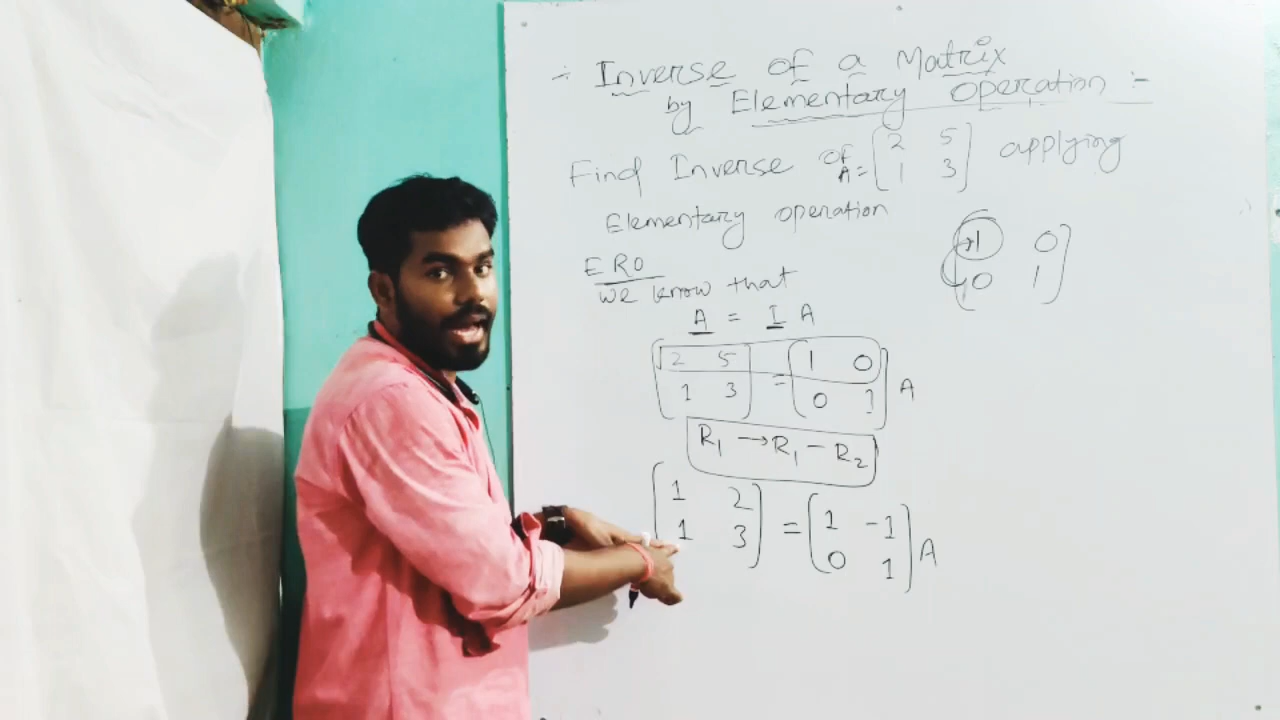 ÷ Inverse of a Matrix
by Elementary Operation :-
Find Inverse of A = [2 5
1 3] applying
Elementary operation
[1 0
0 1]
ERO
we know that
A = I A
[2 5
1 3] = [1 0
0 1] A
R₁ → R₁ - R₂
[1 2
1 3] = [1 -1
0 1] A